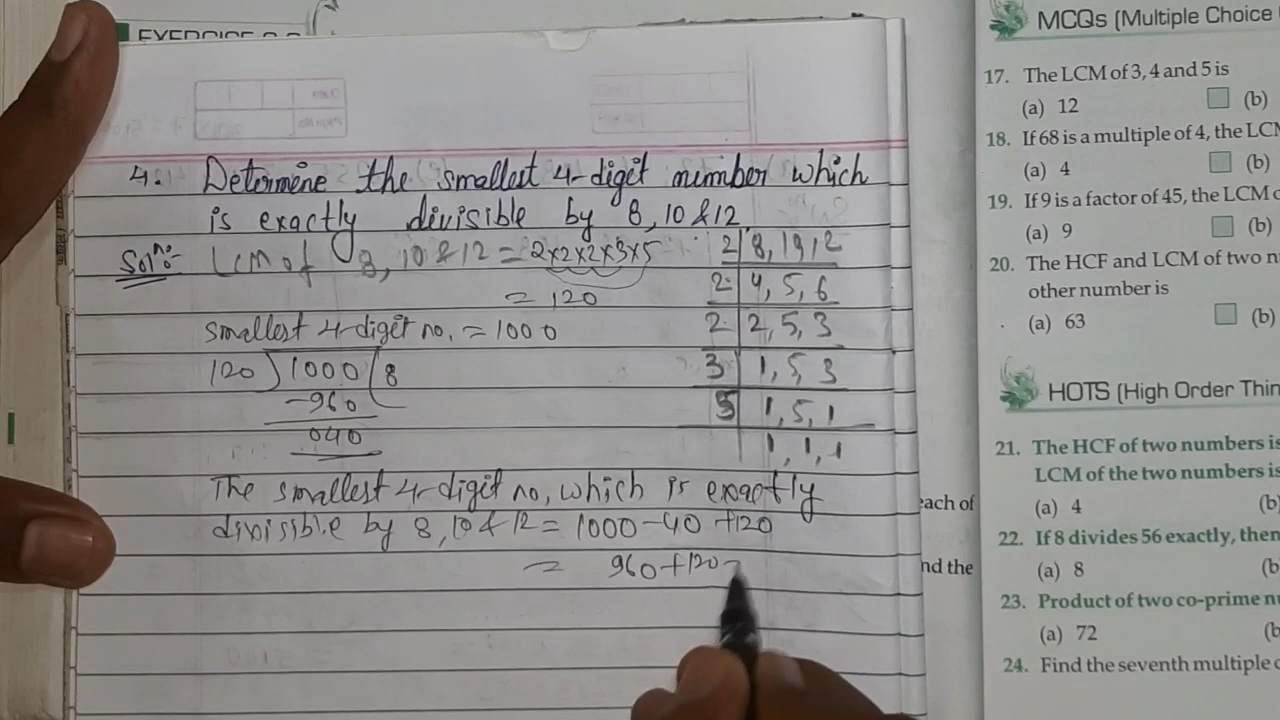 EXERCISE
4. Determine the smallest 4-digit number which
is exactly divisible by 8, 10 & 12
Soln:- LCM of 8, 10 & 12 = 2×2×2×3×5
= 120
smallest 4-digit no. = 1000
120 ) 1000 ( 8
-960
040
The smallest 4-digit no, which is exactly
divisible by 8, 10 & 12 = 1000 - 40 + 120
= 960 + 120 =
2 | 8, 10, 12
2 | 4, 5, 6
2 | 2, 5, 3
3 | 1, 5, 3
5 | 1, 5, 1
1, 1, 1
each of
nd the
MCQs (Multiple Choice
17. The LCM of 3, 4 and 5 is
(a) 12 (b)
18. If 68 is a multiple of 4, the LCM
(a) 4 (b)
19. If 9 is a factor of 45, the LCM
(a) 9 (b)
20. The HCF and LCM of two n
other number is
(a) 63 (b)
HOTS (High Order Thin
21. The HCF of two numbers is
LCM of the two numbers is
(a) 4 (b)
22. If 8 divides 56 exactly, then
(a) 8 (b
23. Product of two co-prime n
(a) 72 (b
24. Find the seventh multiple